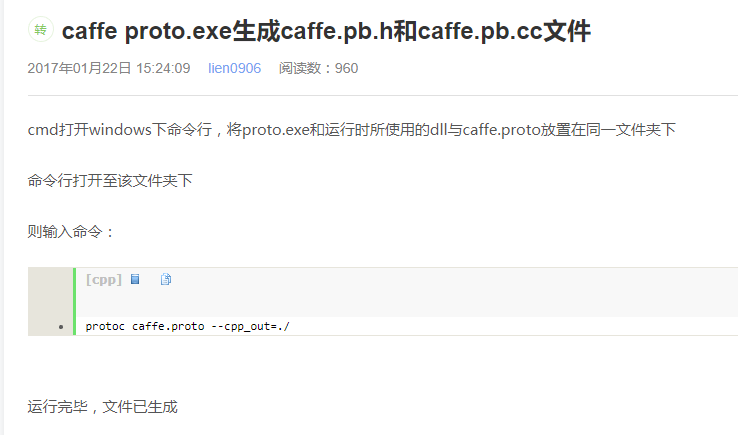 转 caffe proto.exe生成caffe.pb.h和caffe.pb.cc文件
2017年01月22日 15:24:09 lien0906 阅读数：960
cmd打开windows下命令行，将proto.exe和运行时所使用的dll与caffe.proto放置在同一文件夹下
命令行打开至该文件夹下
则输入命令：
[cpp]
protoc caffe.proto --cpp_out=./
运行完毕，文件已生成